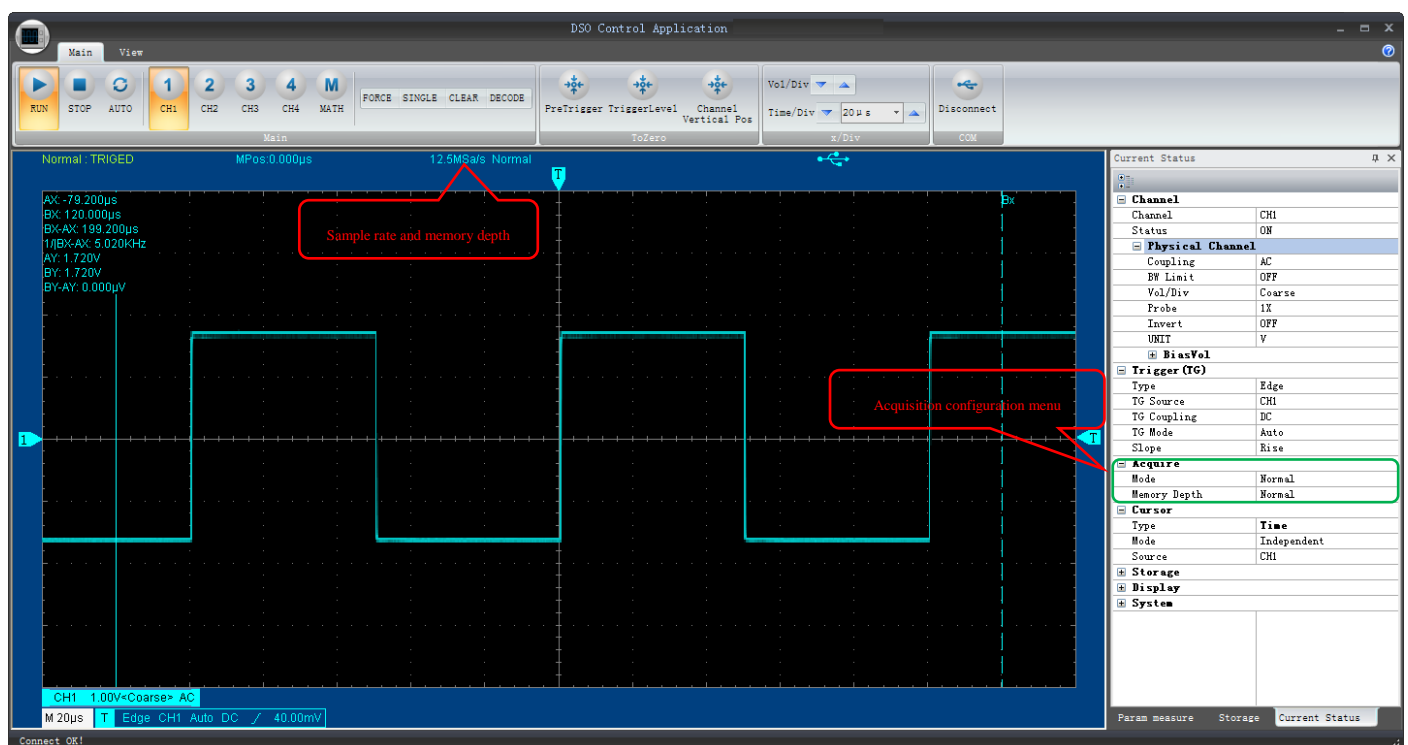 DSO Control Application
Main View
1 2 3 4 M
RUN STOP AUTO CH1 CH2 CH3 CH4 MATH
FORCE SINGLE CLEAR DECODE
Main
PreTrigger TriggerLevel Channel Vertical Pos
ToZero
Vol/Div
Time/Div 20μs
x/Div
Disconnect
COM
Normal : TRIGED MPos:0.000μs 12.5MSa/s Normal
T
AX: -79.200μs
BX: 120.000μs
BX-AX: 199.200μs
1/|BX-AX: 5.020KHz
AY: 1.720V
BY: 1.720V
BY-AY: 0.000μV
Bx
Sample rate and memory depth
Acquisition configuration menu
1
T
CH1 1.00V<Coarse> AC
M 20μs T Edge CH1 Auto DC 40.00mV
Current Status
Channel
Channel CH1
Status ON
Physical Channel
Coupling AC
BW Limit OFF
Vol/Div Coarse
Probe 1X
Invert OFF
UNIT V
BiasVol
Trigger(TG)
Type Edge
TG Source CH1
TG Coupling DC
TG Mode Auto
Slope Rise
Acquire
Mode Normal
Memory Depth Normal
Cursor
Type Time
Mode Independent
Source CH1
Storage
Display
System
Param measure Storage Current Status
Connect OK!